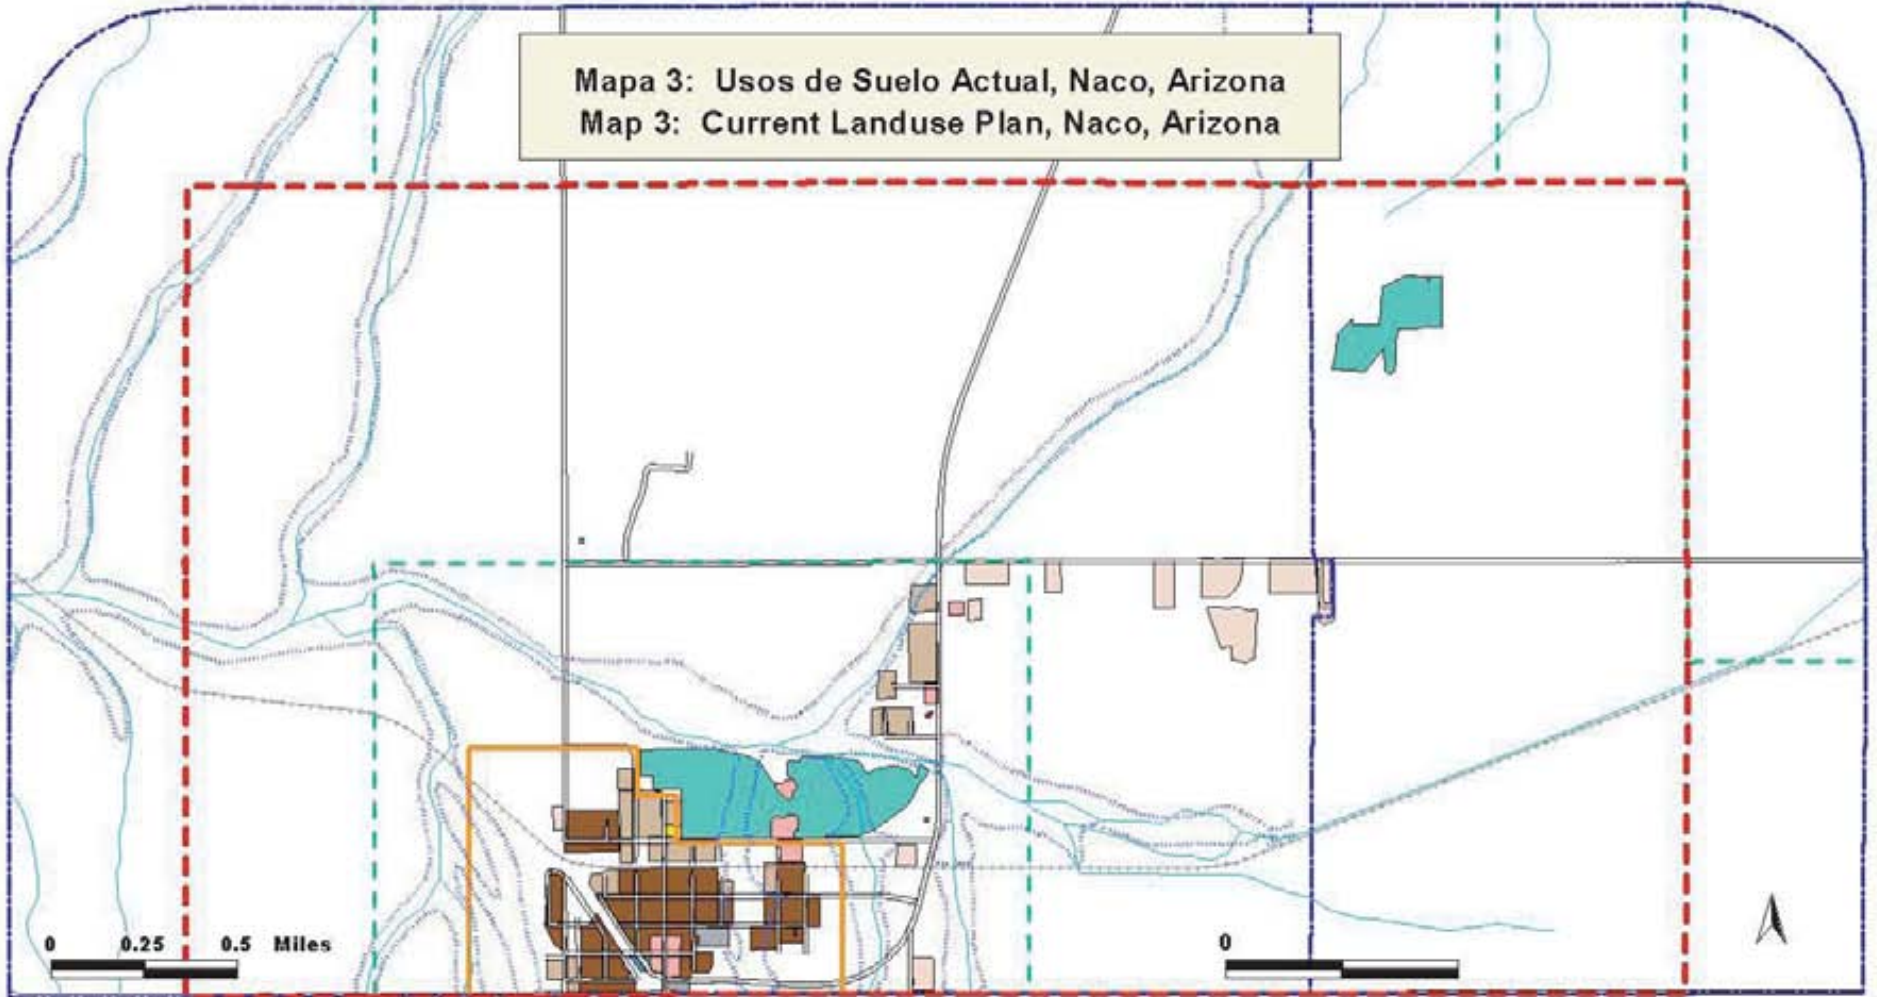 Mapa 3: Usos de Suelo Actual, Naco, Arizona
Map 3: Current Landuse Plan, Naco, Arizona
0 0.25 0.5 Miles
0